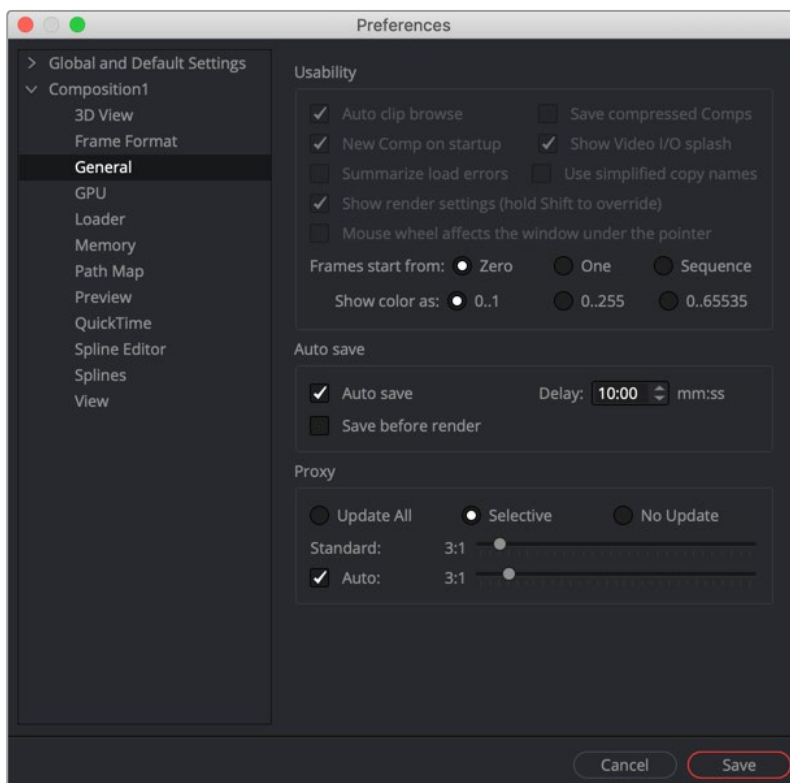 Preferences
Global and Default Settings
Composition1
3D View
Frame Format
General
GPU
Loader
Memory
Path Map
Preview
QuickTime
Spline Editor
Splines
View
Usability
Auto clip browse
Save compressed Comps
New Comp on startup
Show Video I/O splash
Summarize load errors
Use simplified copy names
Show render settings (hold Shift to override)
Mouse wheel affects the window under the pointer
Frames start from: Zero One Sequence
Show color as: 0..1 0..255 0..65535
Auto save
Auto save Delay: 10:00 mm:ss
Save before render
Proxy
Update All Selective No Update
Standard: 3:1
Auto: 3:1
Cancel Save